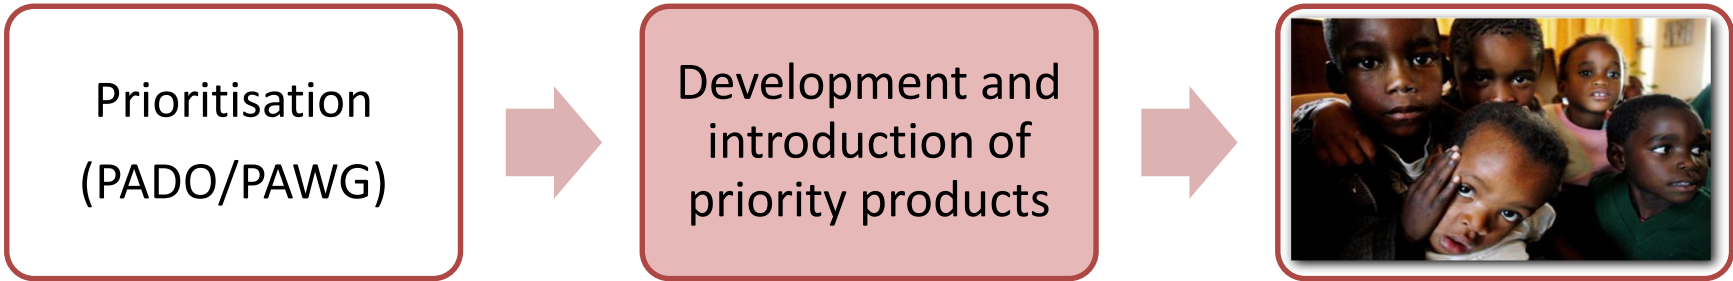 Prioritisation
(PADO/PAWG)
Development and
introduction of
priority products